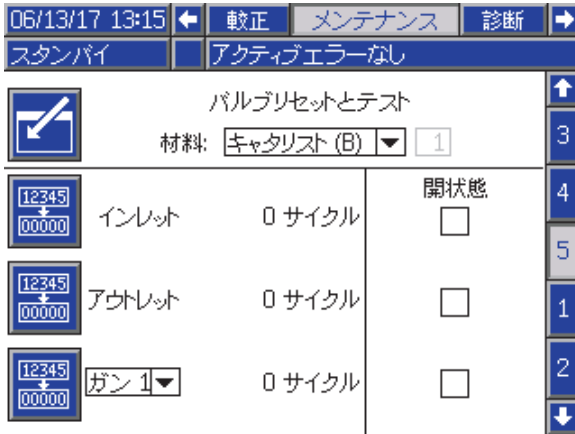 06/13/17 13:15 較正 メンテナンス 診断
スタンバイ アクティブエラーなし
バルブリセットとテスト
材料: キャタリスト (B) 1
3
開状態
4
12345
00000
インレット 0 サイクル
5
12345
00000
アウトレット 0 サイクル
1
12345
00000
ガン 1 0 サイクル
2